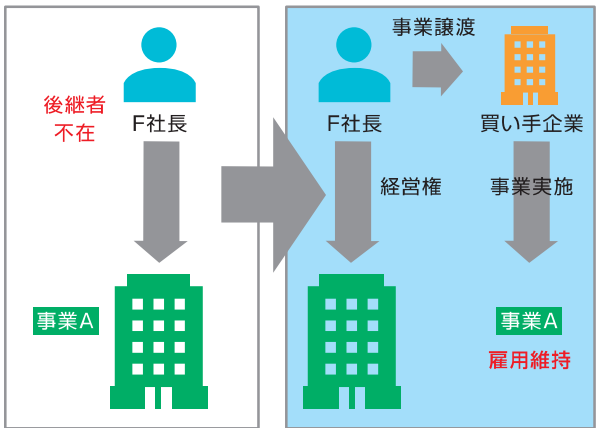 後継者
不在
F社長
事業A
事業譲渡
F社長
買い手企業
経営権
事業実施
事業A
雇用維持